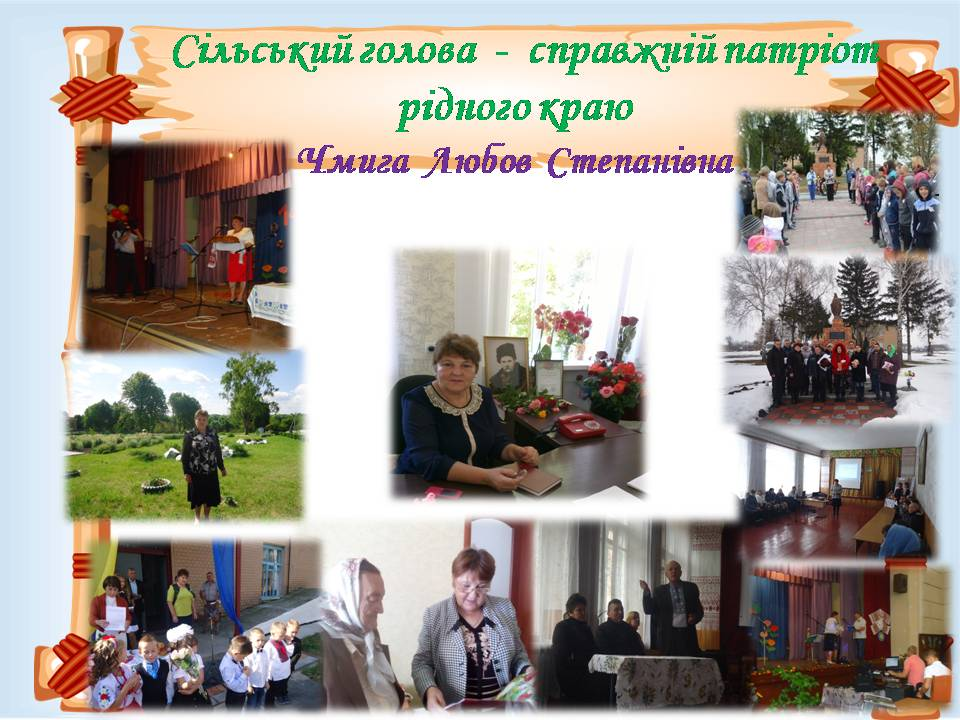 Сільський голова - справжній патріот
рідного краю
Чмига Любов Степанівна